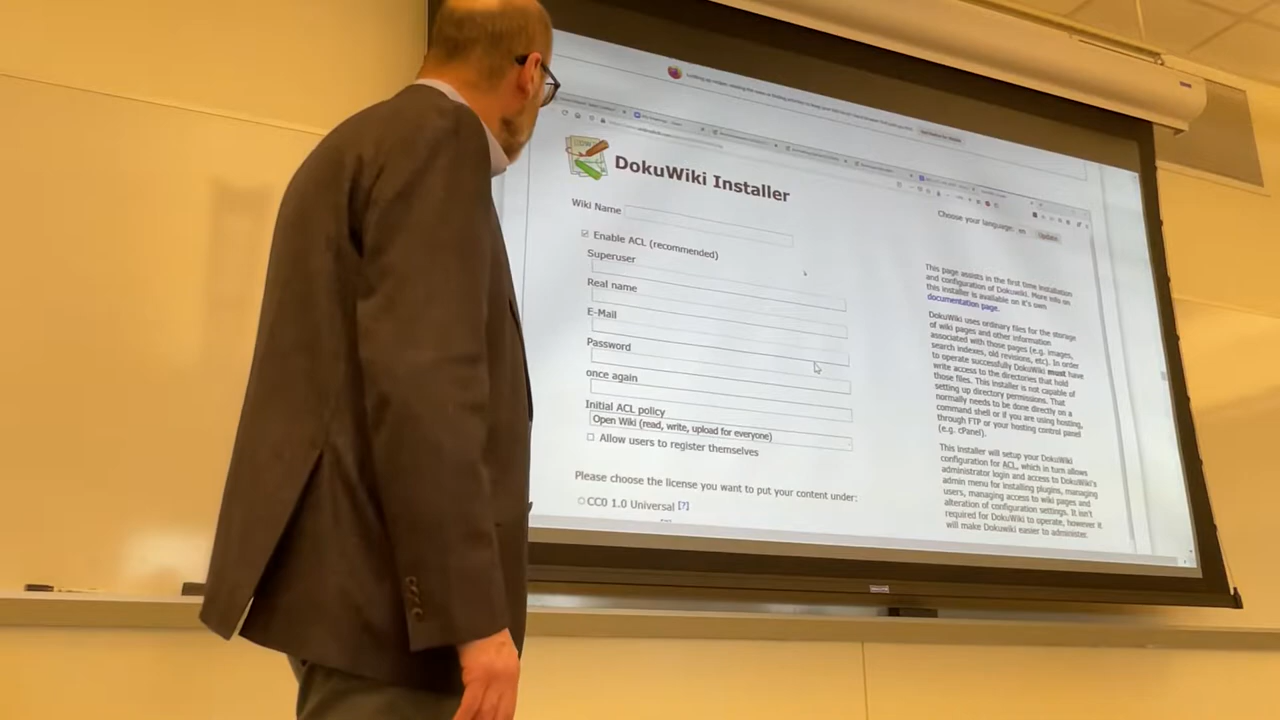 DokuWiki Installer
Choose your language: en Update
Wiki Name
Enable ACL (recommended)
Superuser
Real name
E-Mail
Password
once again
Initial ACL policy
Open Wiki (read, write, upload for everyone)
Allow users to register themselves
Please choose the license you want to put your content under:
CC0 1.0 Universal [?]
This page assists in the first time installation
and configuration of Dokuwiki. More info on
this installer is available on it's own
documentation page.
DokuWiki uses ordinary files for the storage
of wiki pages and other information
associated with those pages (e.g. images,
search indexes, old revisions, etc). In order
to operate successfully DokuWiki must have
write access to the directories that hold
those files. This installer is not capable of
setting up directory permissions. That
normally needs to be done directly on a
command shell or if you are using hosting,
through FTP or your hosting control panel
(e.g. cPanel).
This installer will setup your DokuWiki
configuration for ACL, which in turn allows
administrator login and access to DokuWiki's
admin menu for installing plugins, managing
users, managing access to wiki pages and
alteration of configuration settings. It isn't
required for DokuWiki to operate, however it
will make Dokuwiki easier to administer.